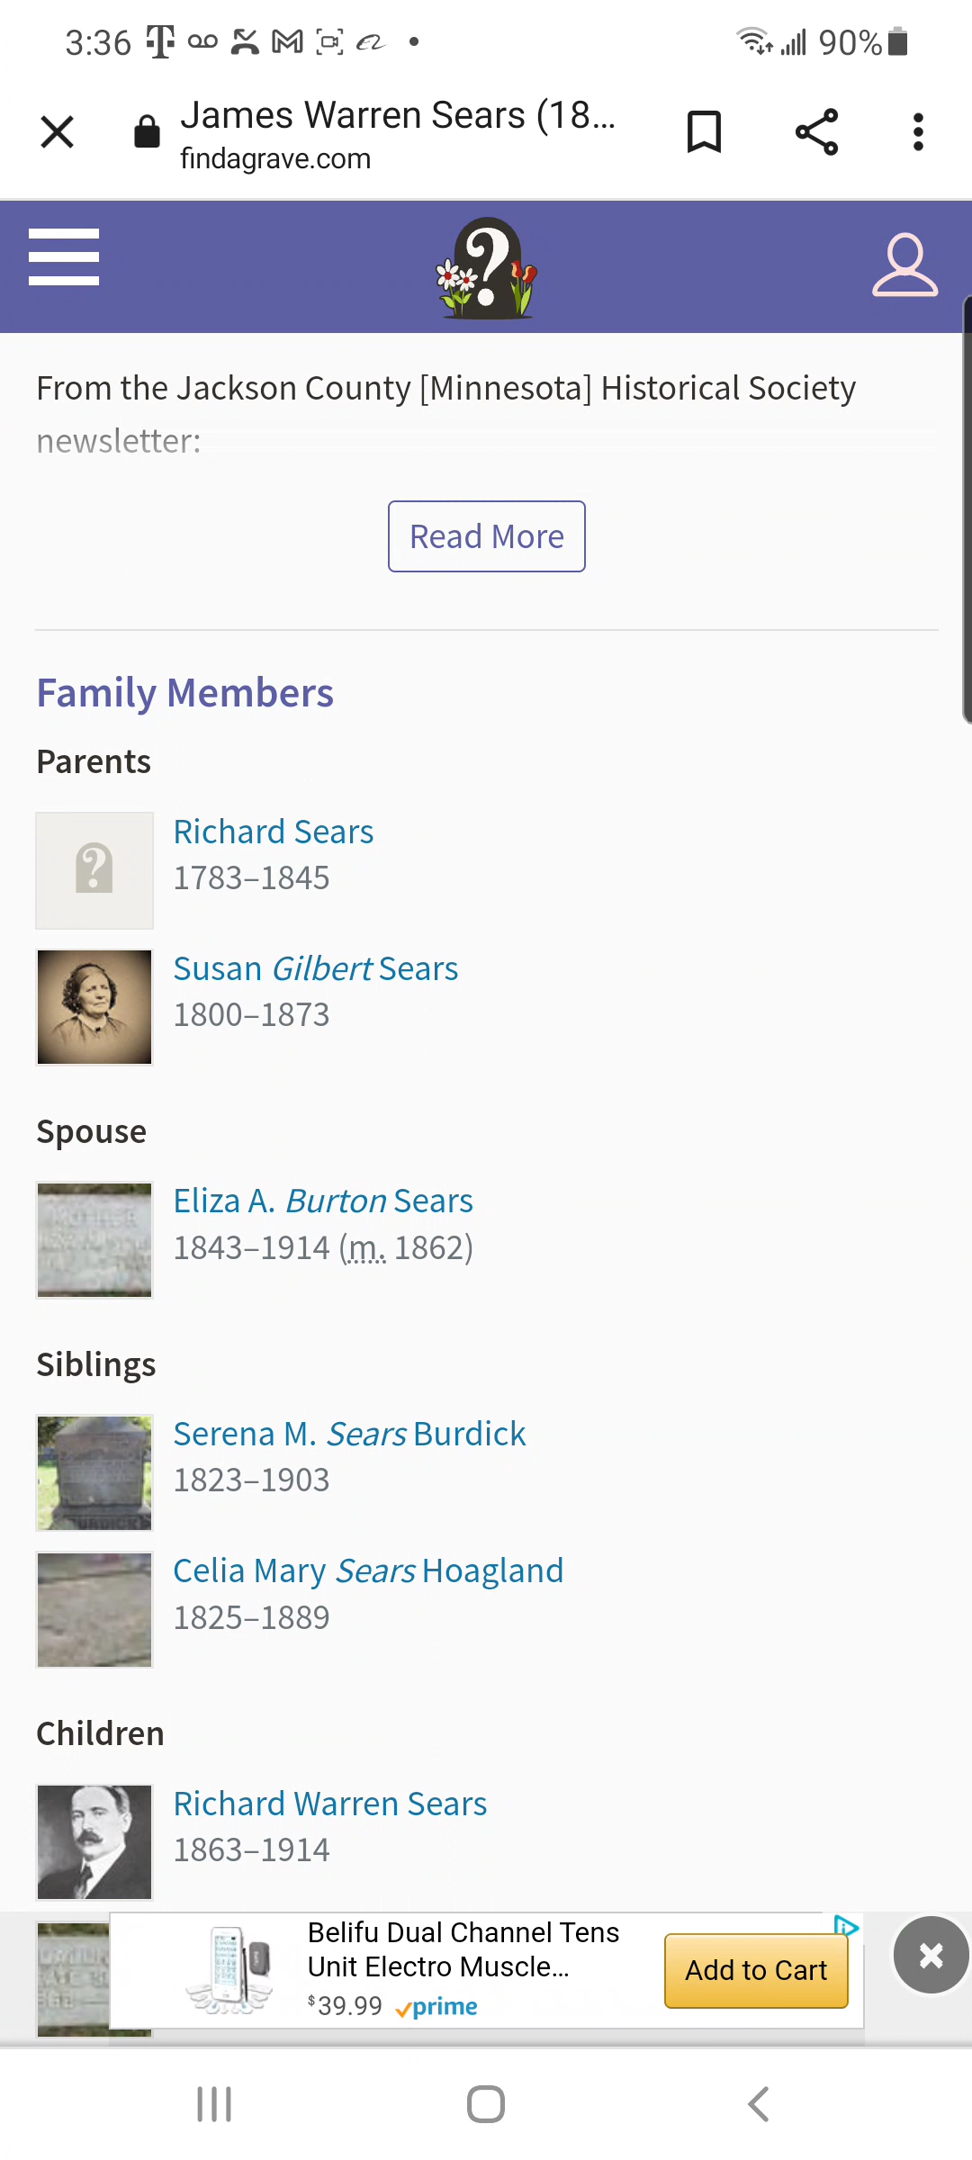 3:36
90%
James Warren Sears (18...
findagrave.com
?
From the Jackson County [Minnesota] Historical Society
newsletter:
Read More
Family Members
Parents
?
Richard Sears
1783–1845
Susan Gilbert Sears
1800–1873
Spouse
MOTHER
Eliza A. Burton Sears
1843–1914 (m. 1862)
Siblings
BURDICK
Serena M. Sears Burdick
1823–1903
Celia Mary Sears Hoagland
1825–1889
Children
Richard Warren Sears
1863–1914
Belifu Dual Channel Tens
Unit Electro Muscle...
$39.99 prime
Add to Cart